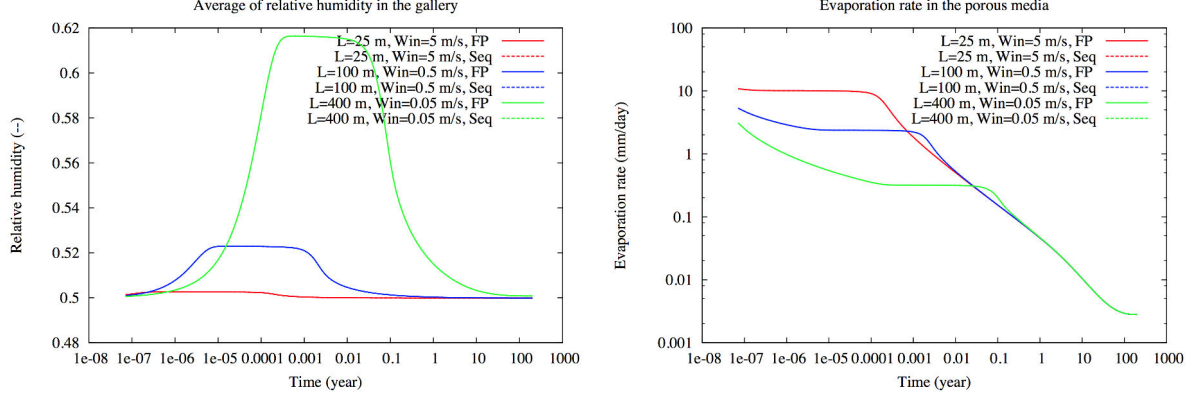 Average of relative humidity in the gallery
0.62
0.6
0.58
0.56
0.54
0.52
0.5
0.48
Relative humidity (--)
L=25 m, Win=5 m/s, FP
L=25 m, Win=5 m/s, Seq
L=100 m, Win=0.5 m/s, FP
L=100 m, Win=0.5 m/s, Seq
L=400 m, Win=0.05 m/s, FP
L=400 m, Win=0.05 m/s, Seq
1e-08 1e-07 1e-06 1e-05 0.0001 0.001 0.01 0.1 1 10 100 1000
Time (year)
Evaporation rate in the porous media
100
10
1
0.1
0.01
0.001
Evaporation rate (mm/day)
L=25 m, Win=5 m/s, FP
L=25 m, Win=5 m/s, Seq
L=100 m, Win=0.5 m/s, FP
L=100 m, Win=0.5 m/s, Seq
L=400 m, Win=0.05 m/s, FP
L=400 m, Win=0.05 m/s, Seq
1e-08 1e-07 1e-06 1e-05 0.0001 0.001 0.01 0.1 1 10 100 1000
Time (year)